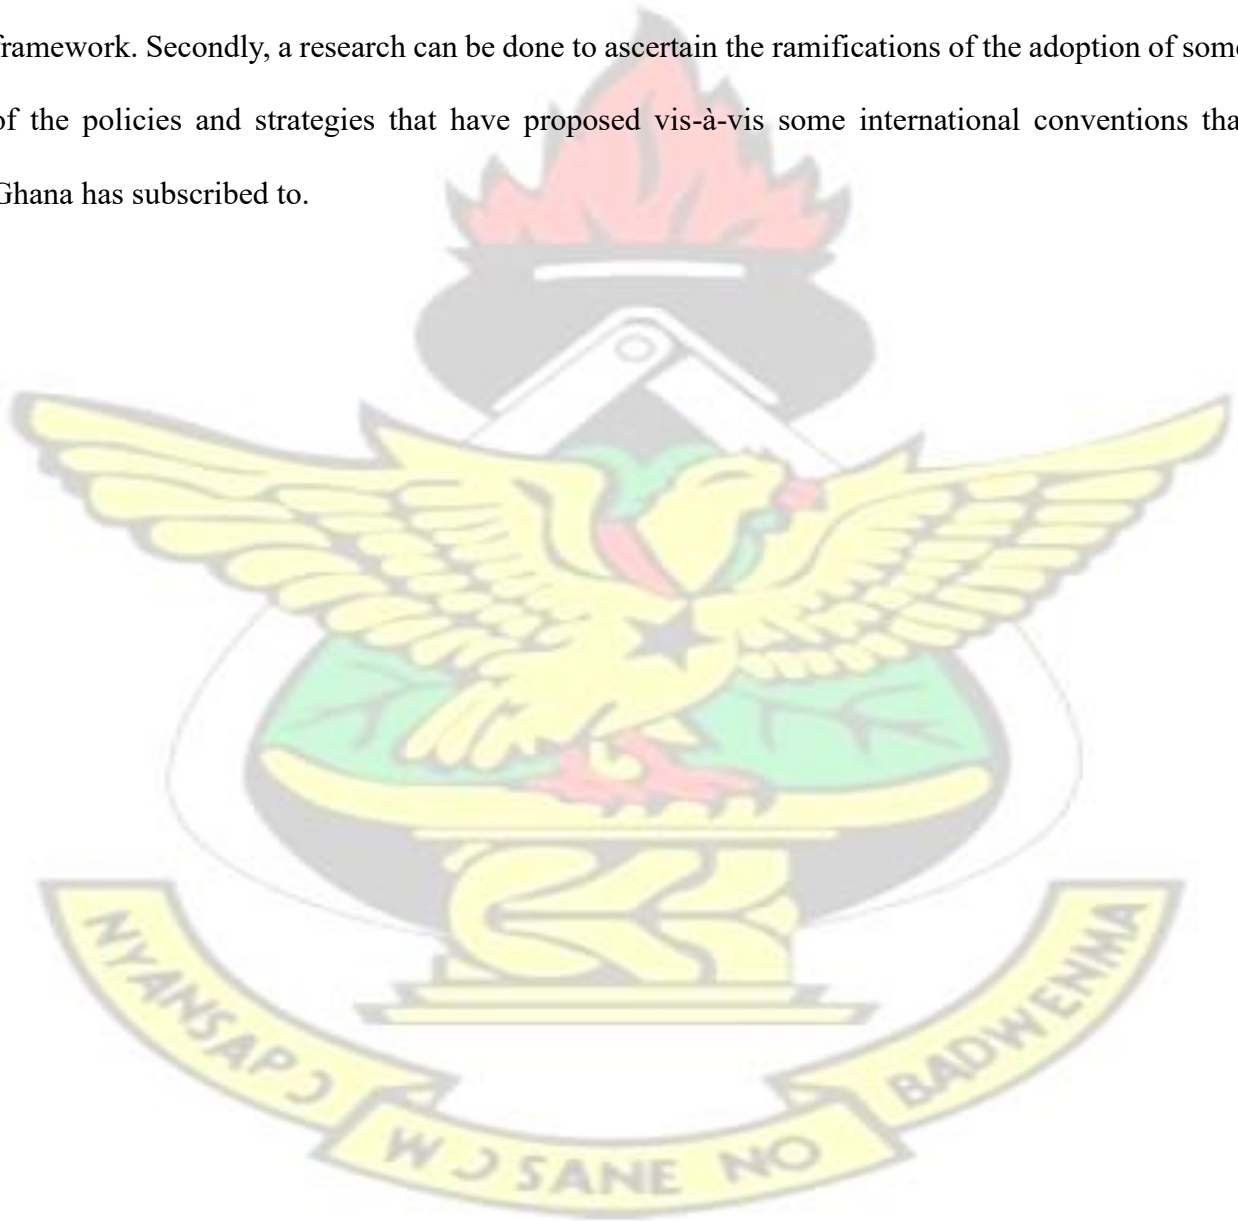 framework. Secondly, a research can be done to ascertain the ramifications of the adoption of some
of the policies and strategies that have proposed vis-à-vis some international conventions tha
Ghana has subscribed to.
NYANSAPƆ
WƆSANE NO
BADWENMA